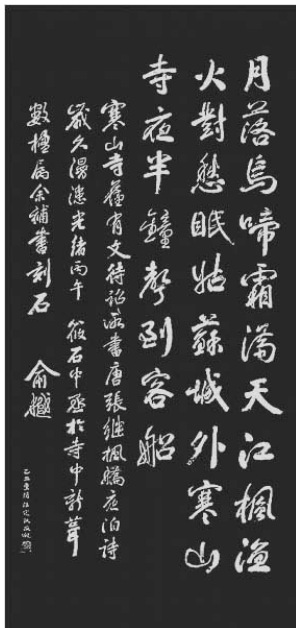 月落烏啼霜滿天江楓漁
火對愁眠姑蘇城外寒山
寺夜半鐘聲到客船
寒山寺舊有文待詔所書唐張繼楓橋夜泊詩
歲久漫漶光緒丙午筱石中丞於寺中新葺
數楹屬余補書刻石
俞樾